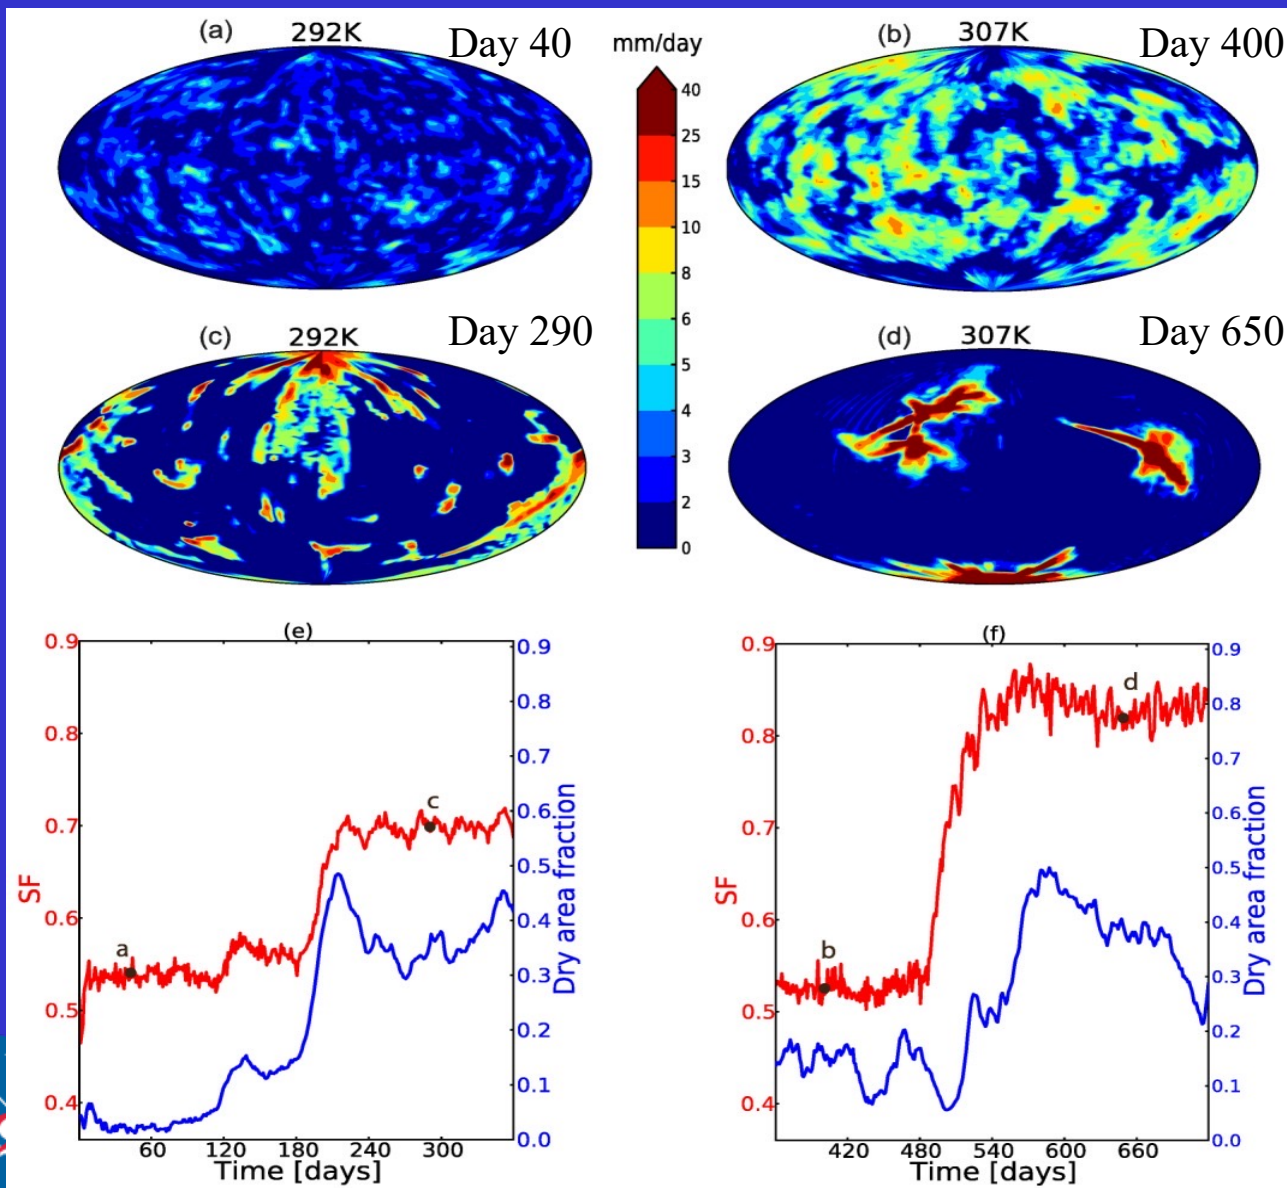 (a) 292K Day 40
mm/day
(b) 307K Day 400
40
25
15
10
8
6
5
4
3
2
0
(c) 292K Day 290
(d) 307K Day 650
(e)
0.9
0.8
0.7
0.6
0.5
0.4
SF
a
c
0.9
0.8
0.7
0.6
0.5
0.4
0.3
0.2
0.1
0.0
Dry area fraction
60 120 180 240 300
Time [days]
(f)
0.9
0.8
0.7
0.6
0.5
0.4
SF
b
d
0.9
0.8
0.7
0.6
0.5
0.4
0.3
0.2
0.1
0.0
Dry area fraction
420 480 540 600 660
Time [days]